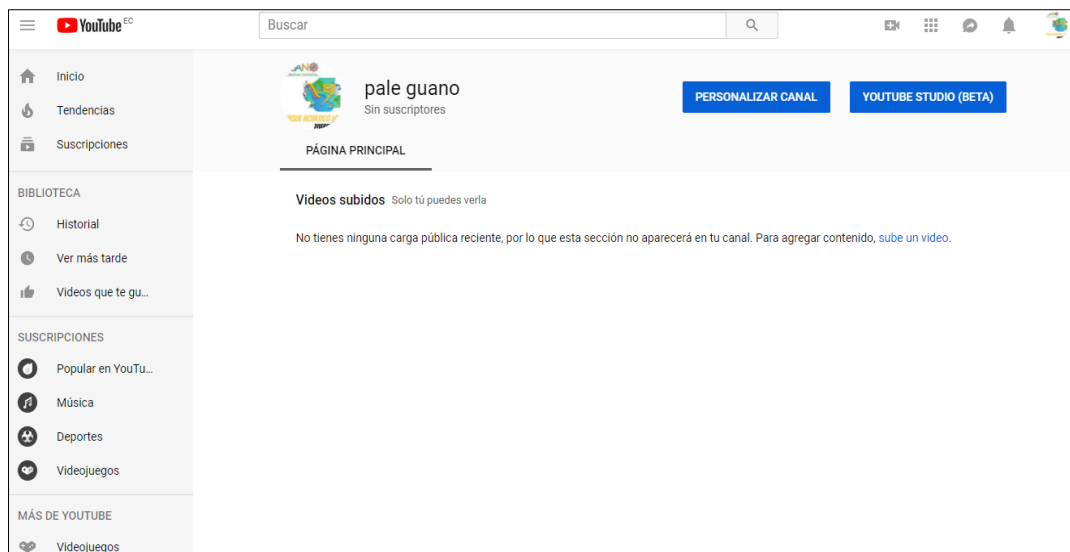 YouTube EC
Buscar
Inicio
Tendencias
Suscripciones
BIBLIOTECA
Historial
Ver más tarde
Videos que te gu...
SUSCRIPCIONES
Popular en YouTu...
Música
Deportes
Videojuegos
MÁS DE YOUTUBE
Videojuegos
pale guano
Sin suscriptores
PERSONALIZAR CANAL
YOUTUBE STUDIO (BETA)
PÁGINA PRINCIPAL
Videos subidos Solo tú puedes verla
No tienes ninguna carga pública reciente, por lo que esta sección no aparecerá en tu canal. Para agregar contenido, sube un video.